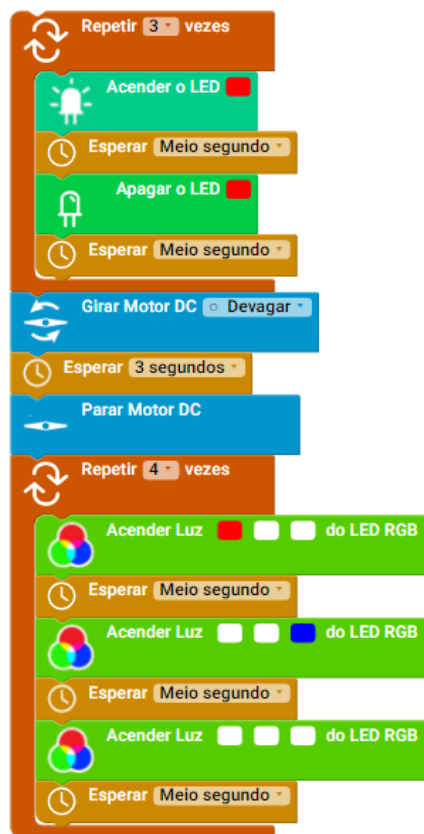 Repetir 3 vezes
Acender o LED
Esperar Meio segundo
Apagar o LED
Esperar Meio segundo
Girar Motor DC Devagar
Esperar 3 segundos
Parar Motor DC
Repetir 4 vezes
Acender Luz do LED RGB
Esperar Meio segundo
Acender Luz do LED RGB
Esperar Meio segundo
Acender Luz do LED RGB
Esperar Meio segundo